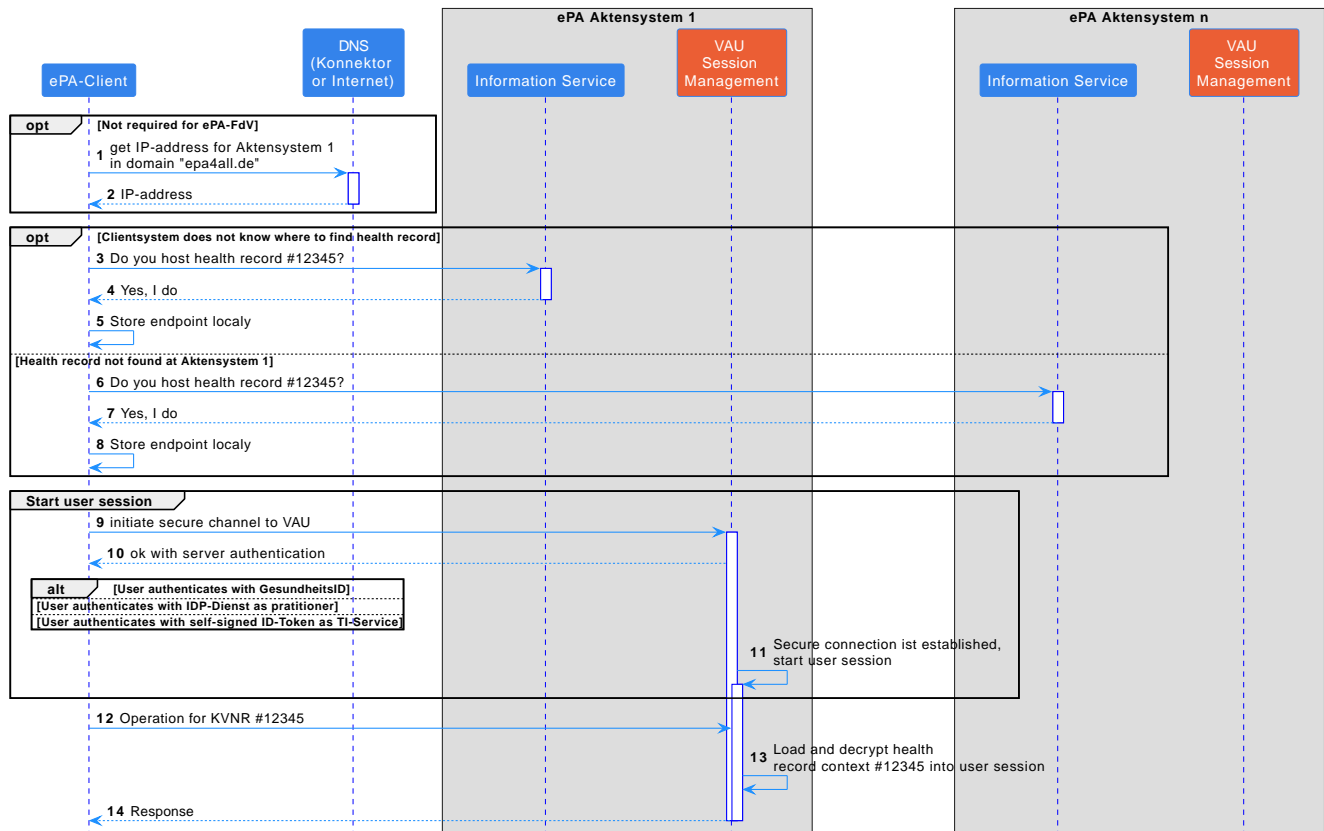 ePA Aktensystem 1
ePA Aktensystem n
ePA-Client
DNS
(Konnektor
or Internet)
Information Service
VAU
Session
Management
Information Service
VAU
Session
Management
opt
[Not required for ePA-FdV]
1 get IP-address for Aktensystem 1
in domain "epa4all.de"
2 IP-address
opt
[Clientsystem does not know where to find health record]
3 Do you host health record #12345?
4 Yes, I do
5 Store endpoint localy
[Health record not found at Aktensystem 1]
6 Do you host health record #12345?
7 Yes, I do
8 Store endpoint localy
Start user session
9 initiate secure channel to VAU
10 ok with server authentication
alt
[User authenticates with GesundheitsID]
[User authenticates with IDP-Dienst as pratitioner]
[User authenticates with self-signed ID-Token as TI-Service]
11 Secure connection ist established,
start user session
12 Operation for KVNR #12345
13 Load and decrypt health
record context #12345 into user session
14 Response